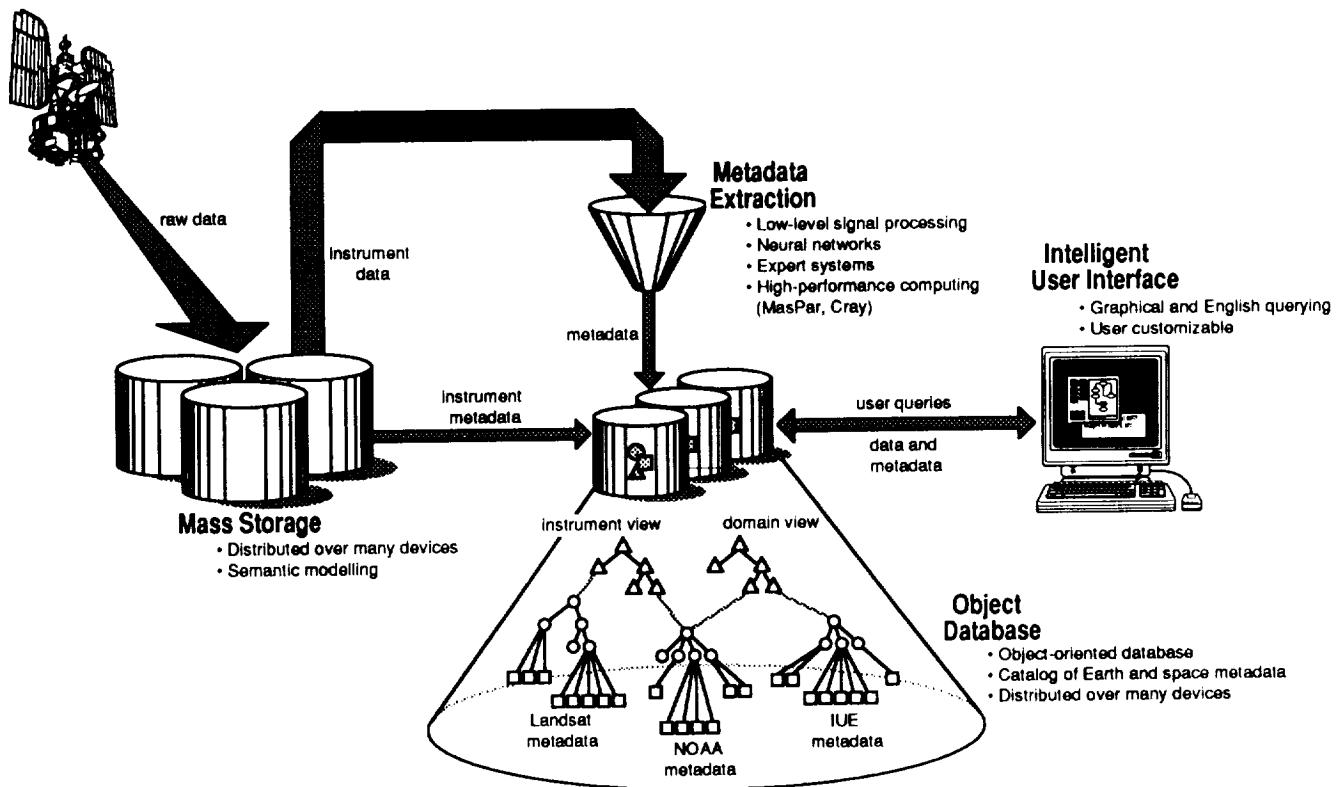 raw data
instrument
data
Metadata
Extraction
• Low-level signal processing
• Neural networks
• Expert systems
• High-performance computing
(MasPar, Cray)
metadata
Intelligent
User Interface
• Graphical and English querying
• User customizable
instrument
metadata
user queries
data and
metadata
Mass Storage
• Distributed over many devices
• Semantic modelling
instrument view
domain view
Object
Database
• Object-oriented database
• Catalog of Earth and space metadata
• Distributed over many devices
Landsat
metadata
NOAA
metadata
IUE
metadata